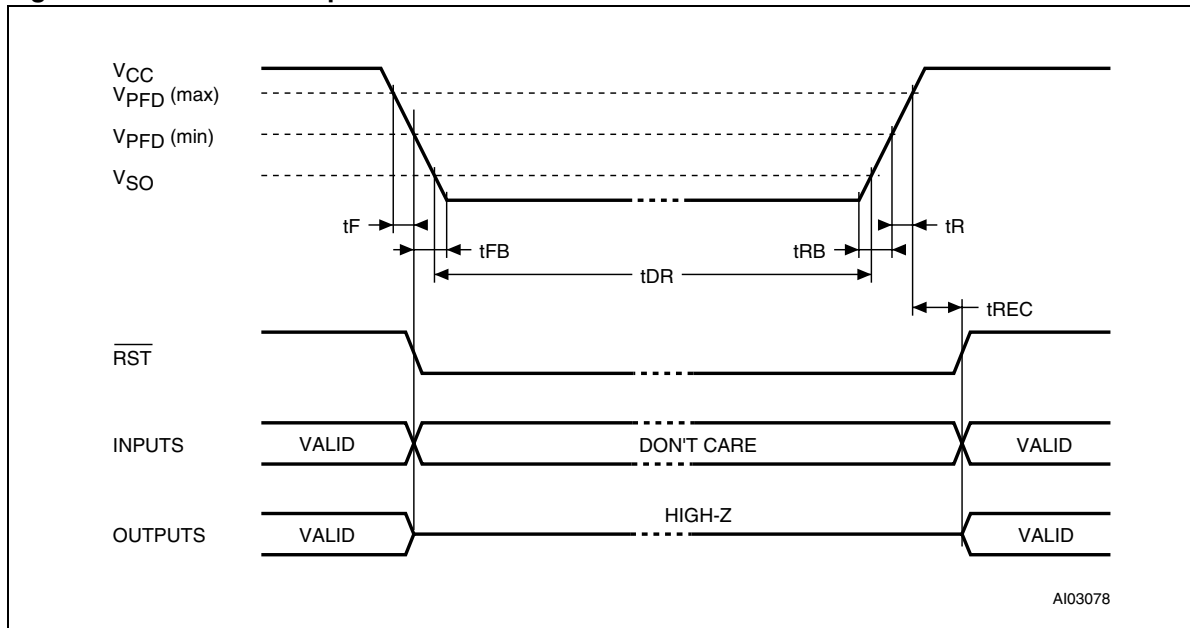 VCC
VPFD (max)
VPFD (min)
VSO
tF
tFB
tDR
tRB
tR
tREC
RST
INPUTS
VALID
DON'T CARE
VALID
OUTPUTS
VALID
HIGH-Z
VALID
AI03078